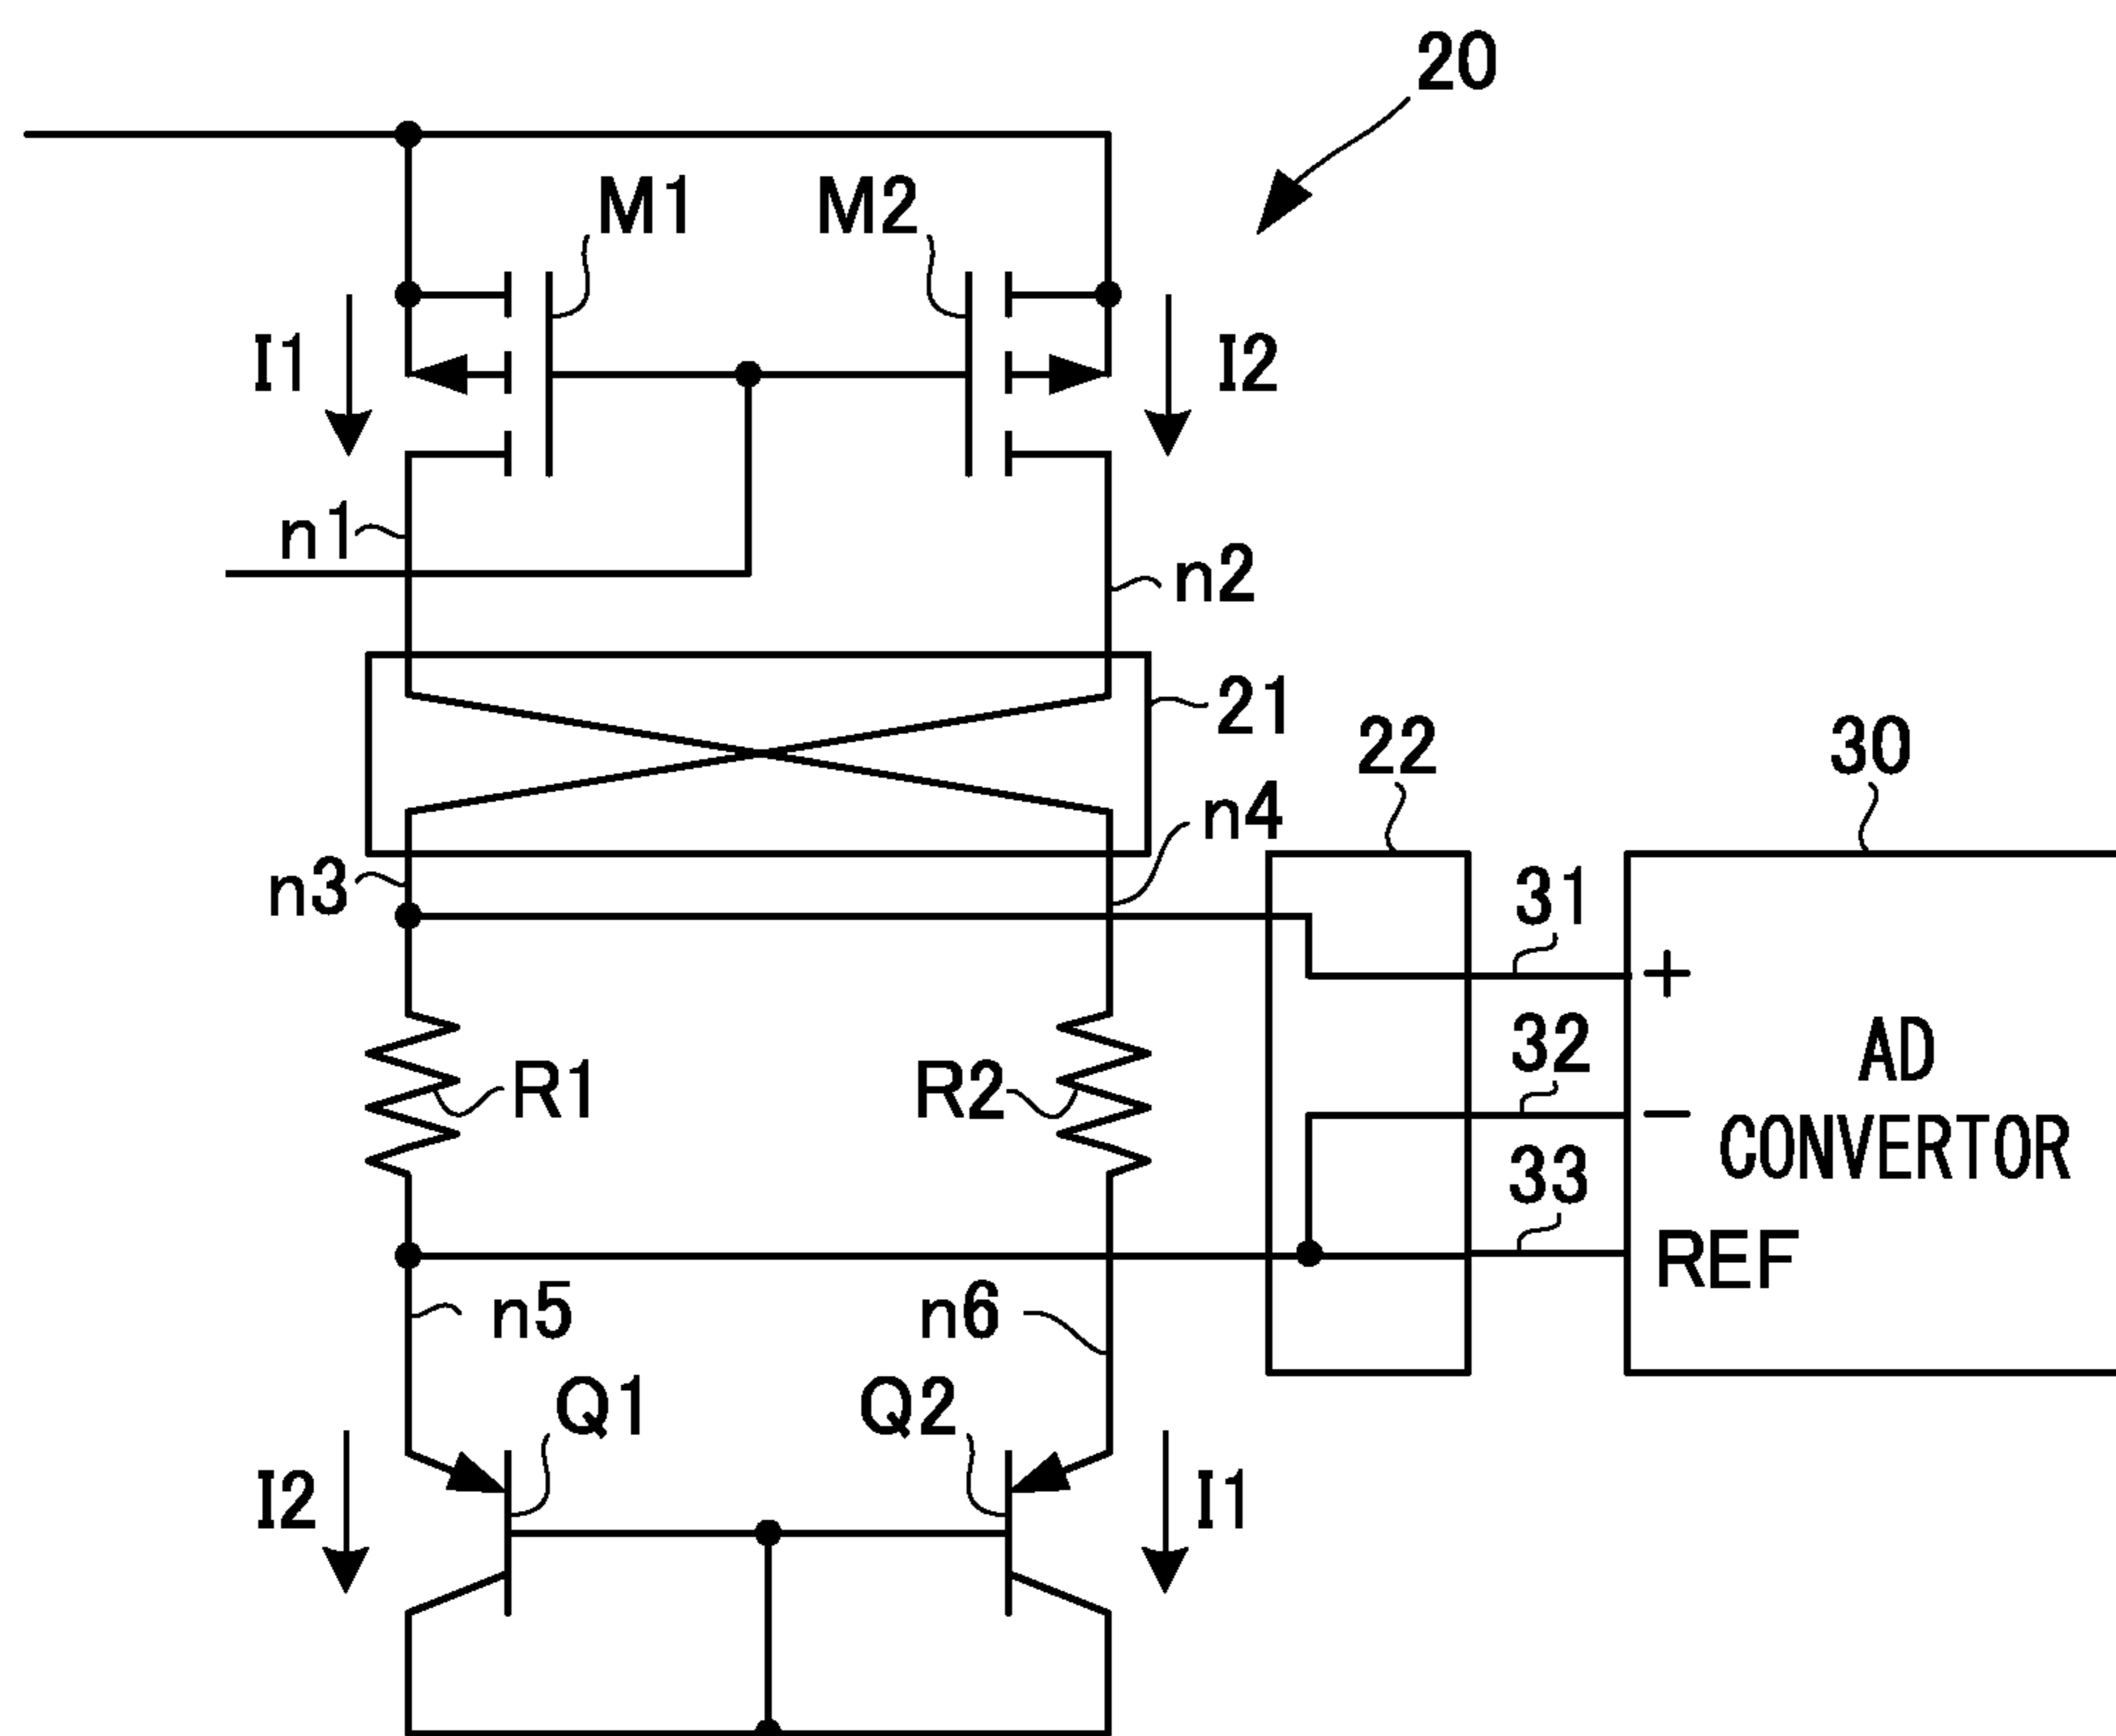 20
M1
M2
I1
I2
n1
n2
21
22
30
n4
n3
31
+
32
AD
CONVERTOR
R1
R2
−
33
REF
n5
n6
Q1
Q2
I2
I1